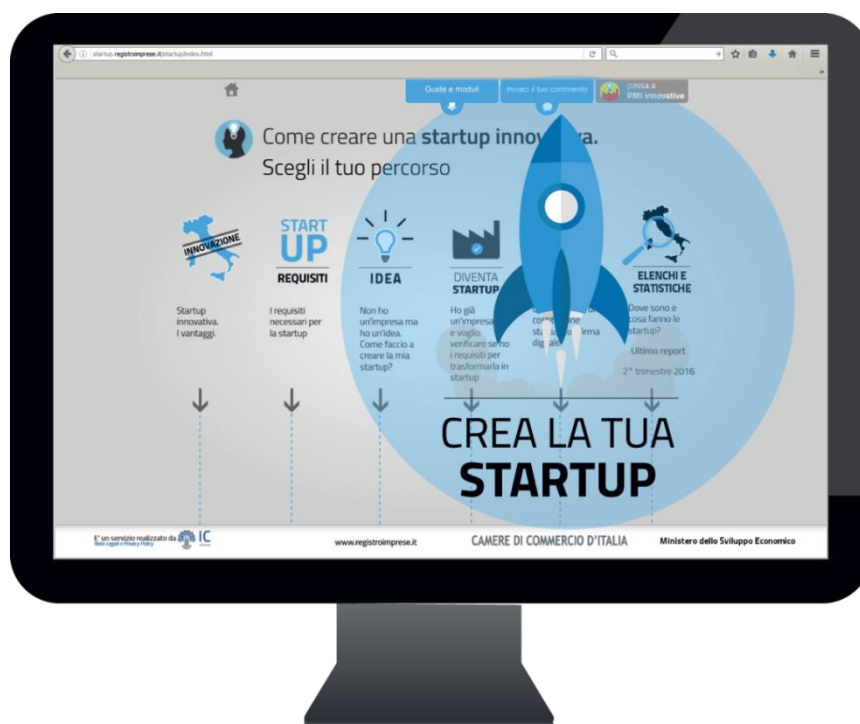 startup.registroimprese.it/startup/index.html
Guide e moduli
Inviaci il tuo commento
passa a
PMI innovative
Come creare una startup
Scegli il tuo percorso
INNOVAZIONE
Startup
innovativa.
I vantaggi.
START
UP
REQUISITI
I requisiti
necessari per
la startup
IDEA
Non ho
un'impresa ma
ho un'idea.
Come faccio a
creare la mia
startup?
DIVENTA
STARTUP
Ho già
un'impresa
e voglio
verificare se ho
i requisiti per
trasformarla in
startup
ELENCHI E
STATISTICHE
Dove sono e
cosa fanno le
startup?
Ultimo report
2° trimestre 2016
CREA LA TUA
STARTUP
E' un servizio realizzato da IC
Note Legali e Privacy Policy
www.registroimprese.it
CAMERE DI COMMERCIO D'ITALIA
Ministero dello Sviluppo Economico